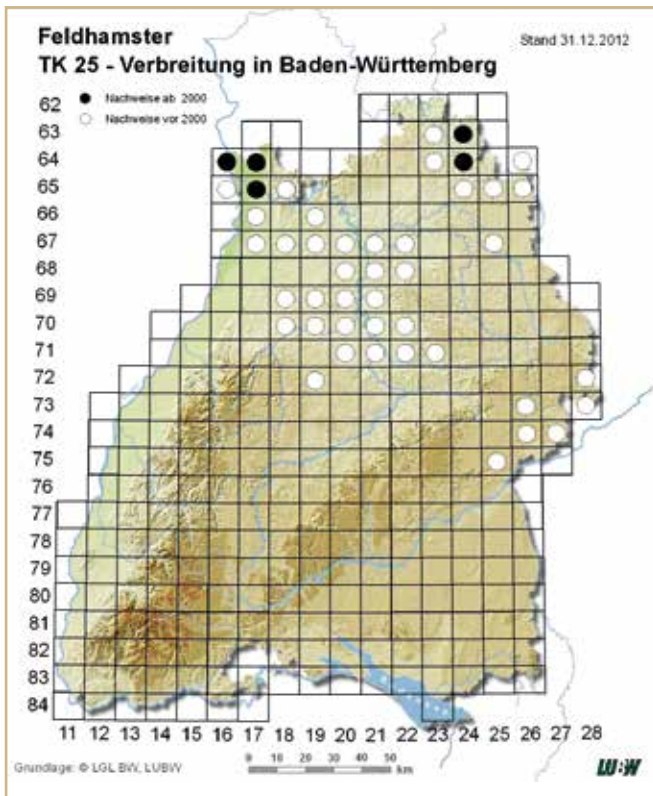 Feldhamster
Stand 31.12.2012
TK 25 - Verbreitung in Baden-Württemberg
Nachweise ab 2000
Nachweise vor 2000
62
63
64
65
66
67
68
69
70
71
72
73
74
75
76
77
78
79
80
81
82
83
84
11 12 13 14 15 16 17 18 19 20 21 22 23 24 25 26 27 28
Grundlage: © LGL BW, LUBW
0 10 20 30 40 50
km
LUBW